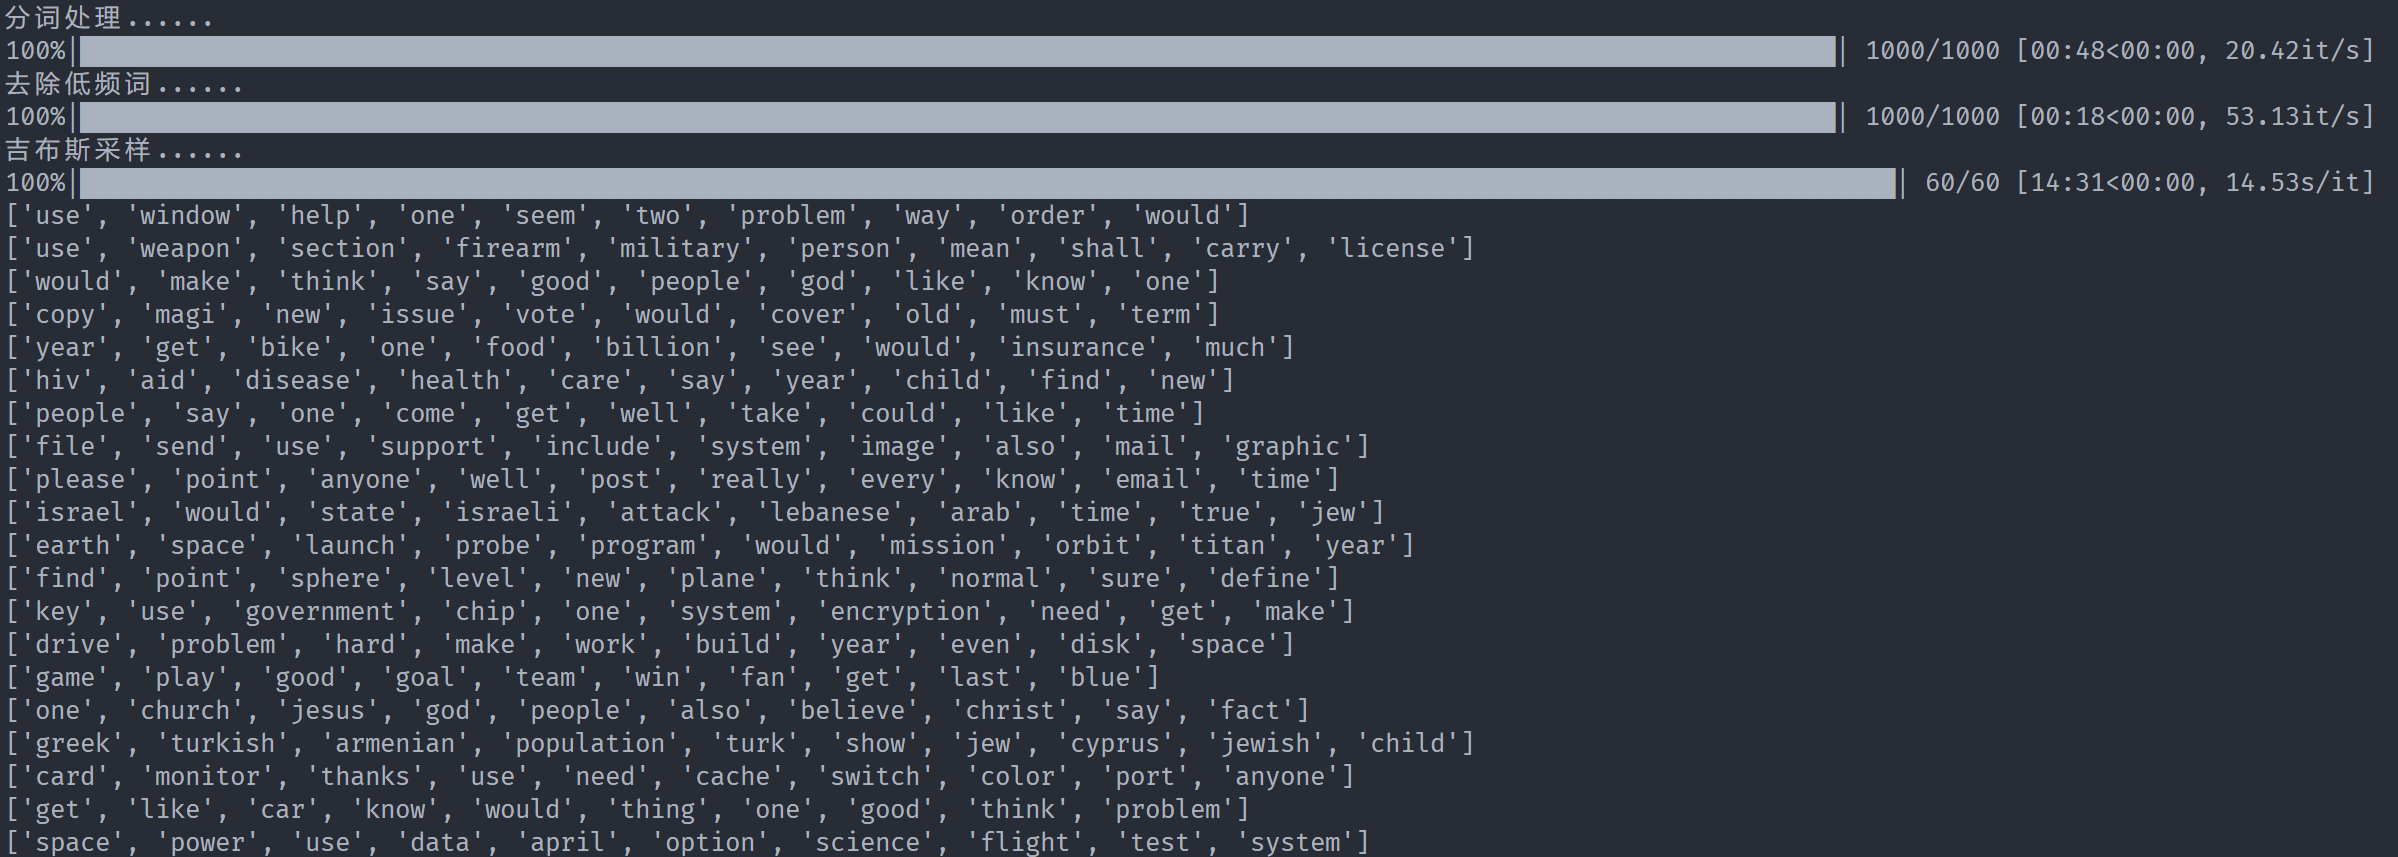 分词处理......
100%| 1000/1000 [00:48<00:00, 20.42it/s]
去除低频词......
100%| 1000/1000 [00:18<00:00, 53.13it/s]
吉布斯采样......
100%| 60/60 [14:31<00:00, 14.53s/it]
['use', 'window', 'help', 'one', 'seem', 'two', 'problem', 'way', 'order', 'would']
['use', 'weapon', 'section', 'firearm', 'military', 'person', 'mean', 'shall', 'carry', 'license']
['would', 'make', 'think', 'say', 'good', 'people', 'god', 'like', 'know', 'one']
['copy', 'magi', 'new', 'issue', 'vote', 'would', 'cover', 'old', 'must', 'term']
['year', 'get', 'bike', 'one', 'food', 'billion', 'see', 'would', 'insurance', 'much']
['hiv', 'aid', 'disease', 'health', 'care', 'say', 'year', 'child', 'find', 'new']
['people', 'say', 'one', 'come', 'get', 'well', 'take', 'could', 'like', 'time']
['file', 'send', 'use', 'support', 'include', 'system', 'image', 'also', 'mail', 'graphic']
['please', 'point', 'anyone', 'well', 'post', 'really', 'every', 'know', 'email', 'time']
['israel', 'would', 'state', 'israeli', 'attack', 'lebanese', 'arab', 'time', 'true', 'jew']
['earth', 'space', 'launch', 'probe', 'program', 'would', 'mission', 'orbit', 'titan', 'year']
['find', 'point', 'sphere', 'level', 'new', 'plane', 'think', 'normal', 'sure', 'define']
['key', 'use', 'government', 'chip', 'one', 'system', 'encryption', 'need', 'get', 'make']
['drive', 'problem', 'hard', 'make', 'work', 'build', 'year', 'even', 'disk', 'space']
['game', 'play', 'good', 'goal', 'team', 'win', 'fan', 'get', 'last', 'blue']
['one', 'church', 'jesus', 'god', 'people', 'also', 'believe', 'christ', 'say', 'fact']
['greek', 'turkish', 'armenian', 'population', 'turk', 'show', 'jew', 'cyprus', 'jewish', 'child']
['card', 'monitor', 'thanks', 'use', 'need', 'cache', 'switch', 'color', 'port', 'anyone']
['get', 'like', 'car', 'know', 'would', 'thing', 'one', 'good', 'think', 'problem']
['space', 'power', 'use', 'data', 'april', 'option', 'science', 'flight', 'test', 'system']